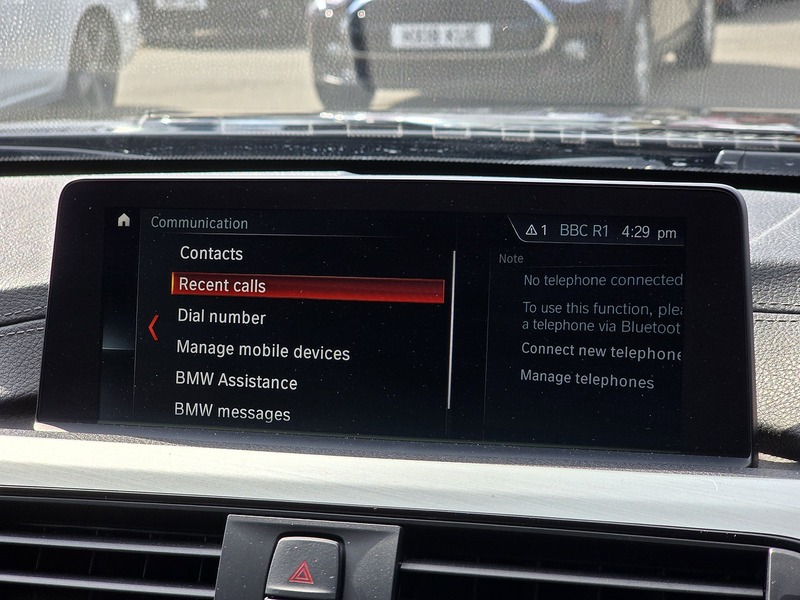 Communication
⚠1 BBC R1 4:29 pm
Contacts
Recent calls
Dial number
Manage mobile devices
BMW Assistance
BMW messages
Note
No telephone connected
To use this function, plea
a telephone via Bluetoot
Connect new telephone
Manage telephones